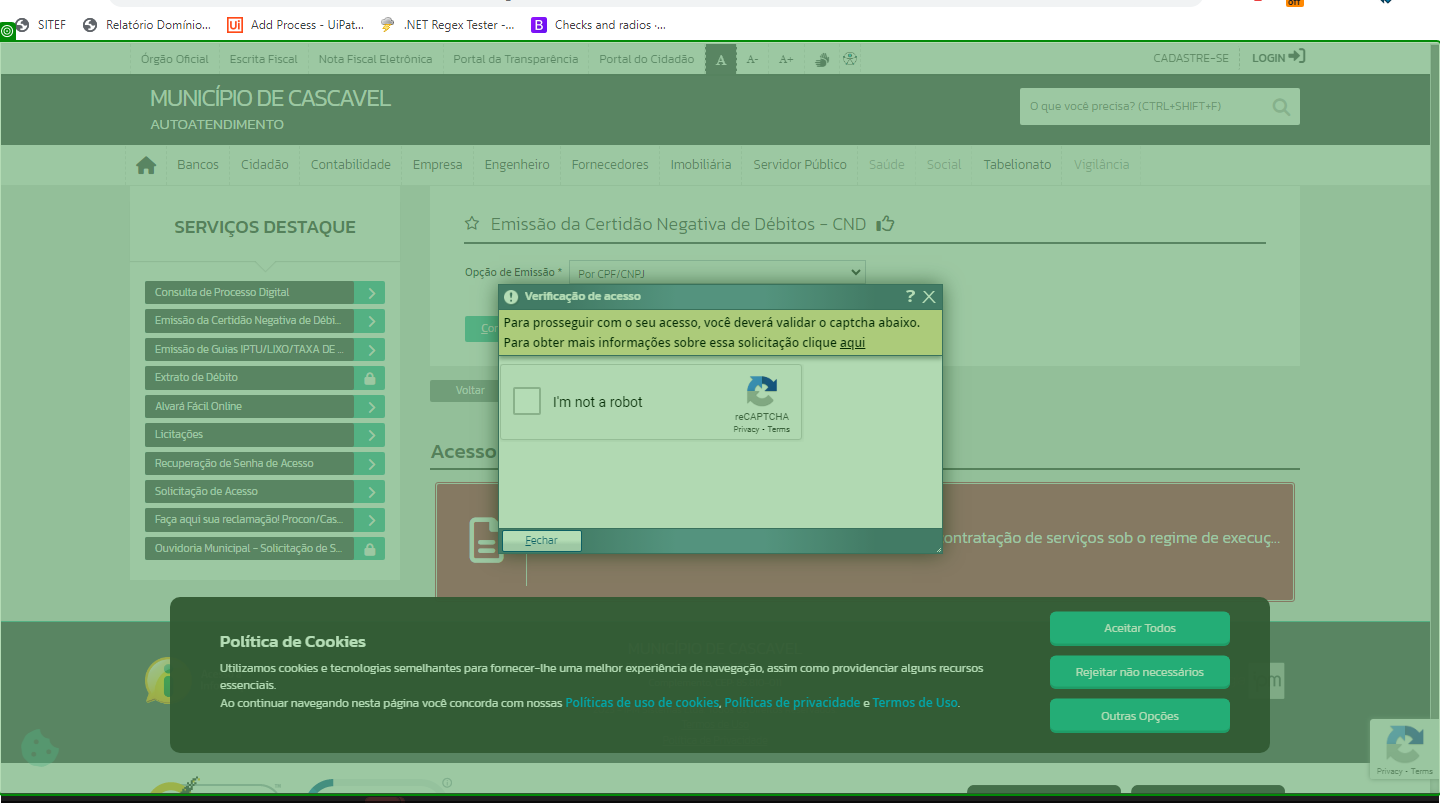 off
SITEF
Relatório Domínio...
Ui
Add Process - UiPat...
.NET Regex Tester -...
B
Checks and radios ·...
Órgão Oficial
Escrita Fiscal
Nota Fiscal Eletrônica
Portal da Transparência
Portal do Cidadão
A
A-
A+
CADASTRE-SE
LOGIN
MUNICÍPIO DE CASCAVEL
AUTOATENDIMENTO
O que você precisa? (CTRL+SHIFT+F)
Bancos
Cidadão
Contabilidade
Empresa
Engenheiro
Fornecedores
Imobiliária
Servidor Público
Saúde
Social
Tabelionato
Vigilância
SERVIÇOS DESTAQUE
Consulta de Processo Digital
Emissão da Certidão Negativa de Débi...
Emissão de Guias IPTU/LIXO/TAXA DE ...
Extrato de Débito
Alvará Fácil Online
Licitações
Recuperação de Senha de Acesso
Solicitação de Acesso
Faça aqui sua reclamação! Procon/Cas...
Ouvidoria Municipal - Solicitação de S...
Emissão da Certidão Negativa de Débitos - CND
Opção de Emissão *
Por CPF/CNPJ
Voltar
Acesso
ontratação de serviços sob o regime de execuç...
Verificação de acesso
?
Para prosseguir com o seu acesso, você deverá validar o captcha abaixo.
Para obter mais informações sobre essa solicitação clique aqui
I'm not a robot
reCAPTCHA
Privacy - Terms
Fechar
Política de Cookies
Utilizamos cookies e tecnologias semelhantes para fornecer-lhe uma melhor experiência de navegação, assim como providenciar alguns recursos
essenciais.
Ao continuar navegando nesta página você concorda com nossas Políticas de uso de cookies, Políticas de privacidade e Termos de Uso.
Aceitar Todos
Rejeitar não necessários
Outras Opções
Privacy - Terms